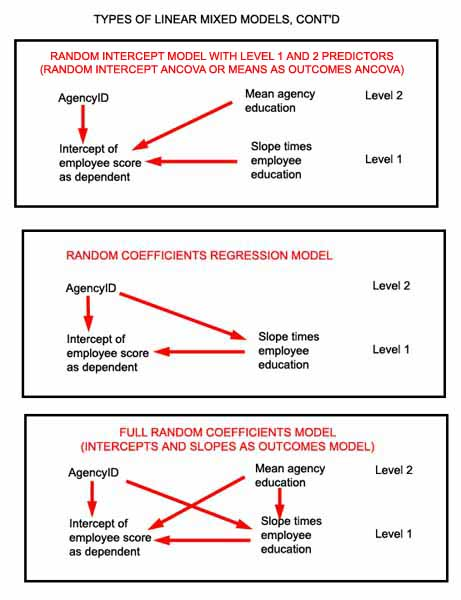 TYPES OF LINEAR MIXED MODELS, CONT'D
RANDOM INTERCEPT MODEL WITH LEVEL 1 AND 2 PREDICTORS
(RANDOM INTERCEPT ANCOVA OR MEANS AS OUTCOMES ANCOVA)
AgencyID
Mean agency
education
Level 2
Intercept of
employee score
as dependent
Slope times
employee
education
Level 1
RANDOM COEFFICIENTS REGRESSION MODEL
AgencyID
Level 2
Intercept of
employee score
as dependent
Slope times
employee
education
Level 1
FULL RANDOM COEFFICIENTS MODEL
(INTERCEPTS AND SLOPES AS OUTCOMES MODEL)
AgencyID
Mean agency
education
Level 2
Intercept of
employee score
as dependent
Slope times
employee
education
Level 1